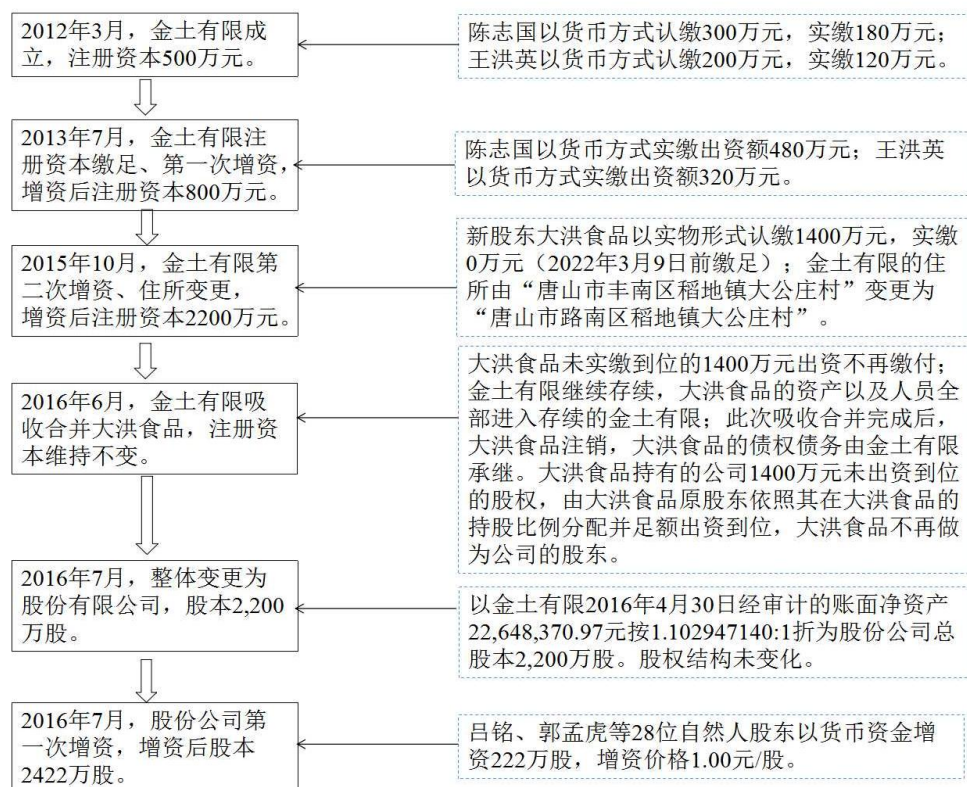 2012年3月，金土有限成
立，注册资本500万元。
陈志国以货币方式认缴300万元，实缴180万元；
王洪英以货币方式认缴200万元，实缴120万元。
2013年7月，金土有限注
册资本缴足、第一次增资，
增资后注册资本800万元。
陈志国以货币方式实缴出资额480万元；王洪英
以货币方式实缴出资额320万元。
2015年10月，金土有限第
二次增资、住所变更，
增资后注册资本2200万元。
新股东大洪食品以实物形式认缴1400万元，实缴
0万元（2022年3月9日前缴足）；金土有限的住
所由“唐山市丰南区稻地镇大公庄村”变更为
“唐山市路南区稻地镇大公庄村”。
2016年6月，金土有限吸
收合并大洪食品，注册资
本维持不变。
大洪食品未实缴到位的1400万元出资不再缴付；
金土有限继续存续，大洪食品的资产以及人员全
部进入存续的金土有限；此次吸收合并完成后，
大洪食品注销，大洪食品的债权债务由金土有限
承继。大洪食品持有的公司1400万元未出资到位
的股权，由大洪食品原股东依照其在大洪食品的
持股比例分配并足额出资到位，大洪食品不再做
为公司的股东。
2016年7月，整体变更为
股份有限公司，股本2,200
万股。
以金土有限2016年4月30日经审计的账面净资产
22,648,370.97元按1.102947140:1折为股份公司总
股本2,200万股。股权结构未变化。
2016年7月，股份公司第
一次增资，增资后股本
2422万股。
吕铭、郭孟虎等28位自然人股东以货币资金增
资222万股，增资价格1.00元/股。